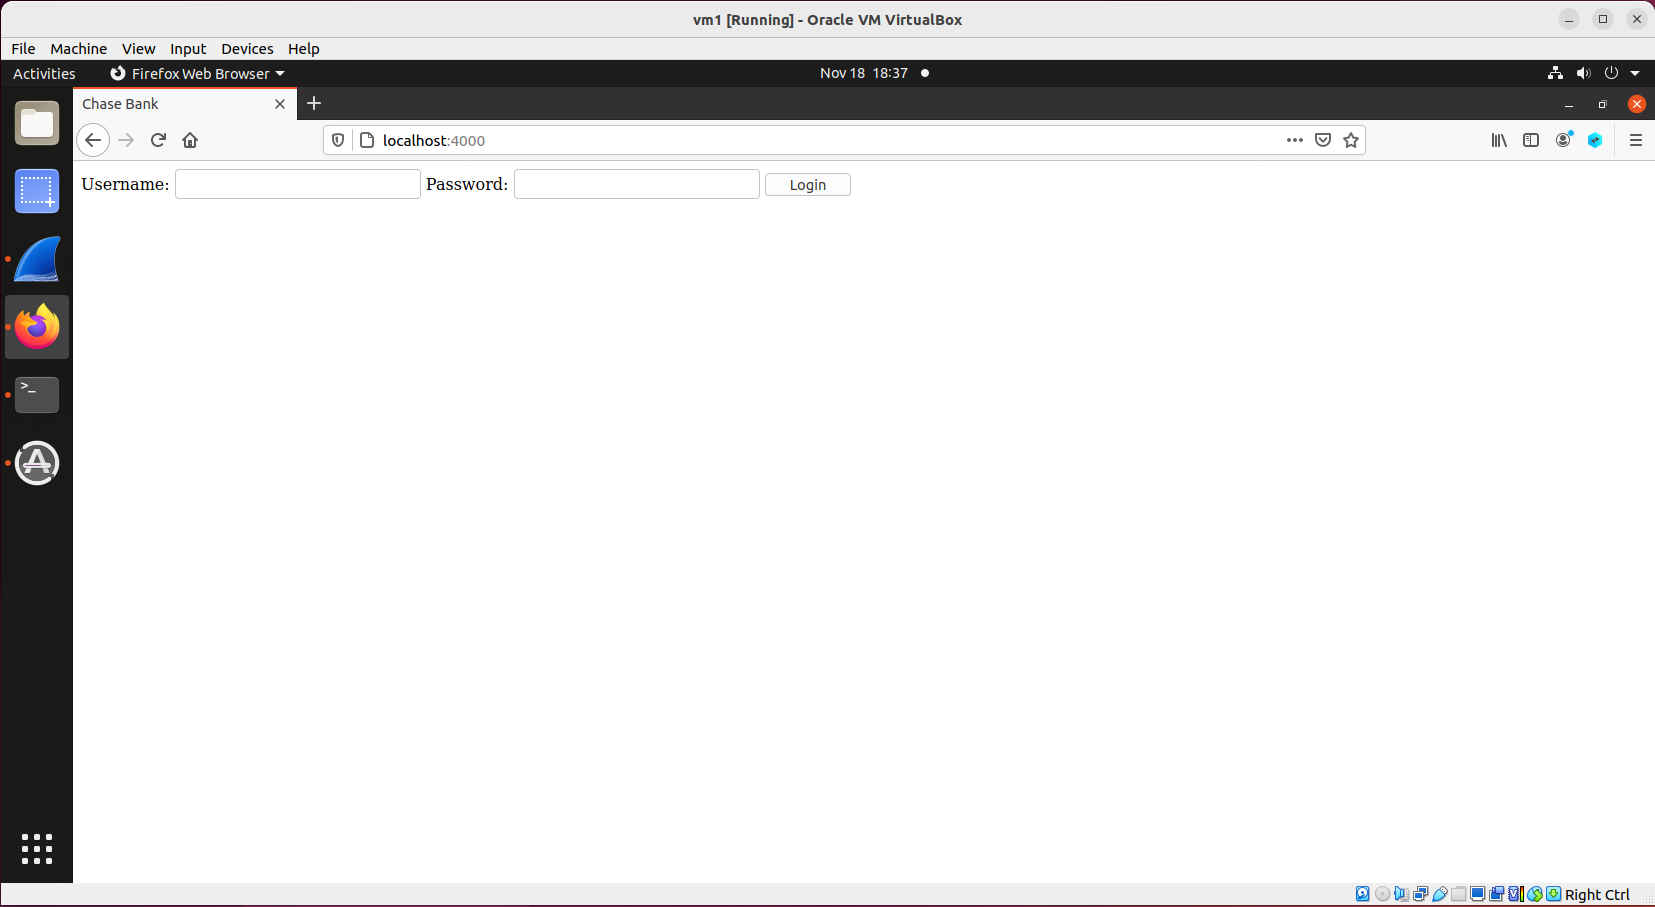 vm1 [Running] - Oracle VM VirtualBox
File Machine View Input Devices Help
Activities Firefox Web Browser Nov 18 18:37
Chase Bank
localhost:4000
Username: Password: Login
Right Ctrl